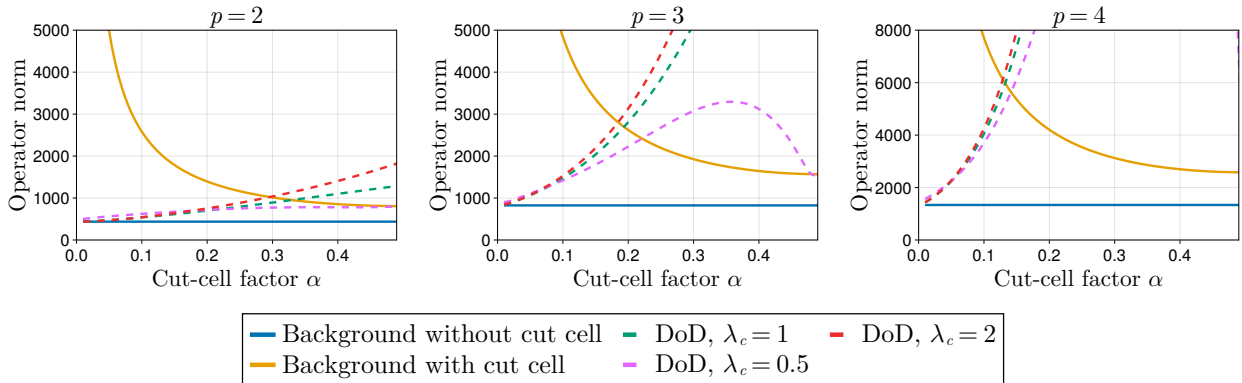 p = 2
p = 3
p = 4
Operator norm
5000
4000
3000
2000
1000
0
0.0 0.1 0.2 0.3 0.4
Cut-cell factor α
Operator norm
5000
4000
3000
2000
1000
0
0.0 0.1 0.2 0.3 0.4
Cut-cell factor α
Operator norm
8000
6000
4000
2000
0
0.0 0.1 0.2 0.3 0.4
Cut-cell factor α
Background without cut cell
DoD, λc = 1
DoD, λc = 2
Background with cut cell
DoD, λc = 0.5